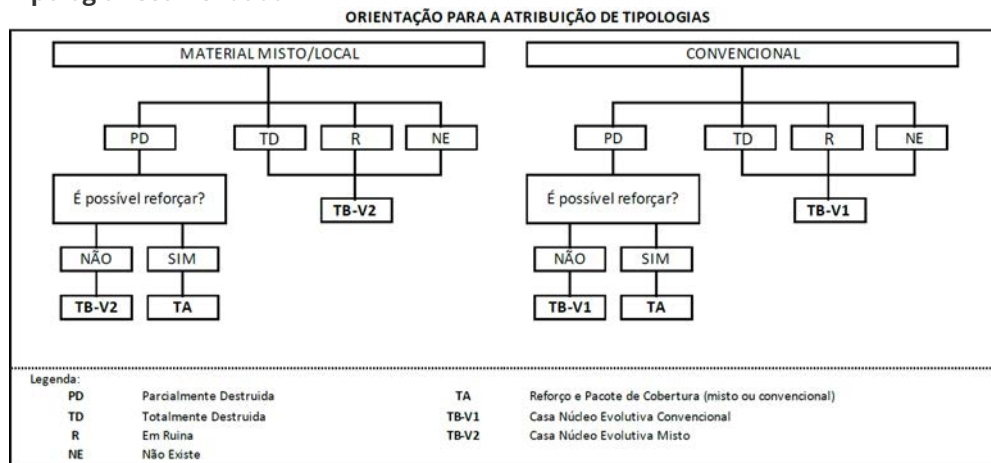 ORIENTAÇÃO PARA A ATRIBUIÇÃO DE TIPOLOGIAS
MATERIAL MISTO/LOCAL
CONVENCIONAL
PD TD R NE
PD TD R NE
É possível reforçar?
TB-V2
É possível reforçar?
TB-V1
NÃO SIM
NÃO SIM
TB-V2 TA
TB-V1 TA
Legenda:
PD Parcialmente Destruida TA Reforço e Pacote de Cobertura (misto ou convencional)
TD Totalmente Destruida TB-V1 Casa Núcleo Evolutiva Convencional
R Em Ruina TB-V2 Casa Núcleo Evolutiva Misto
NE Não Existe